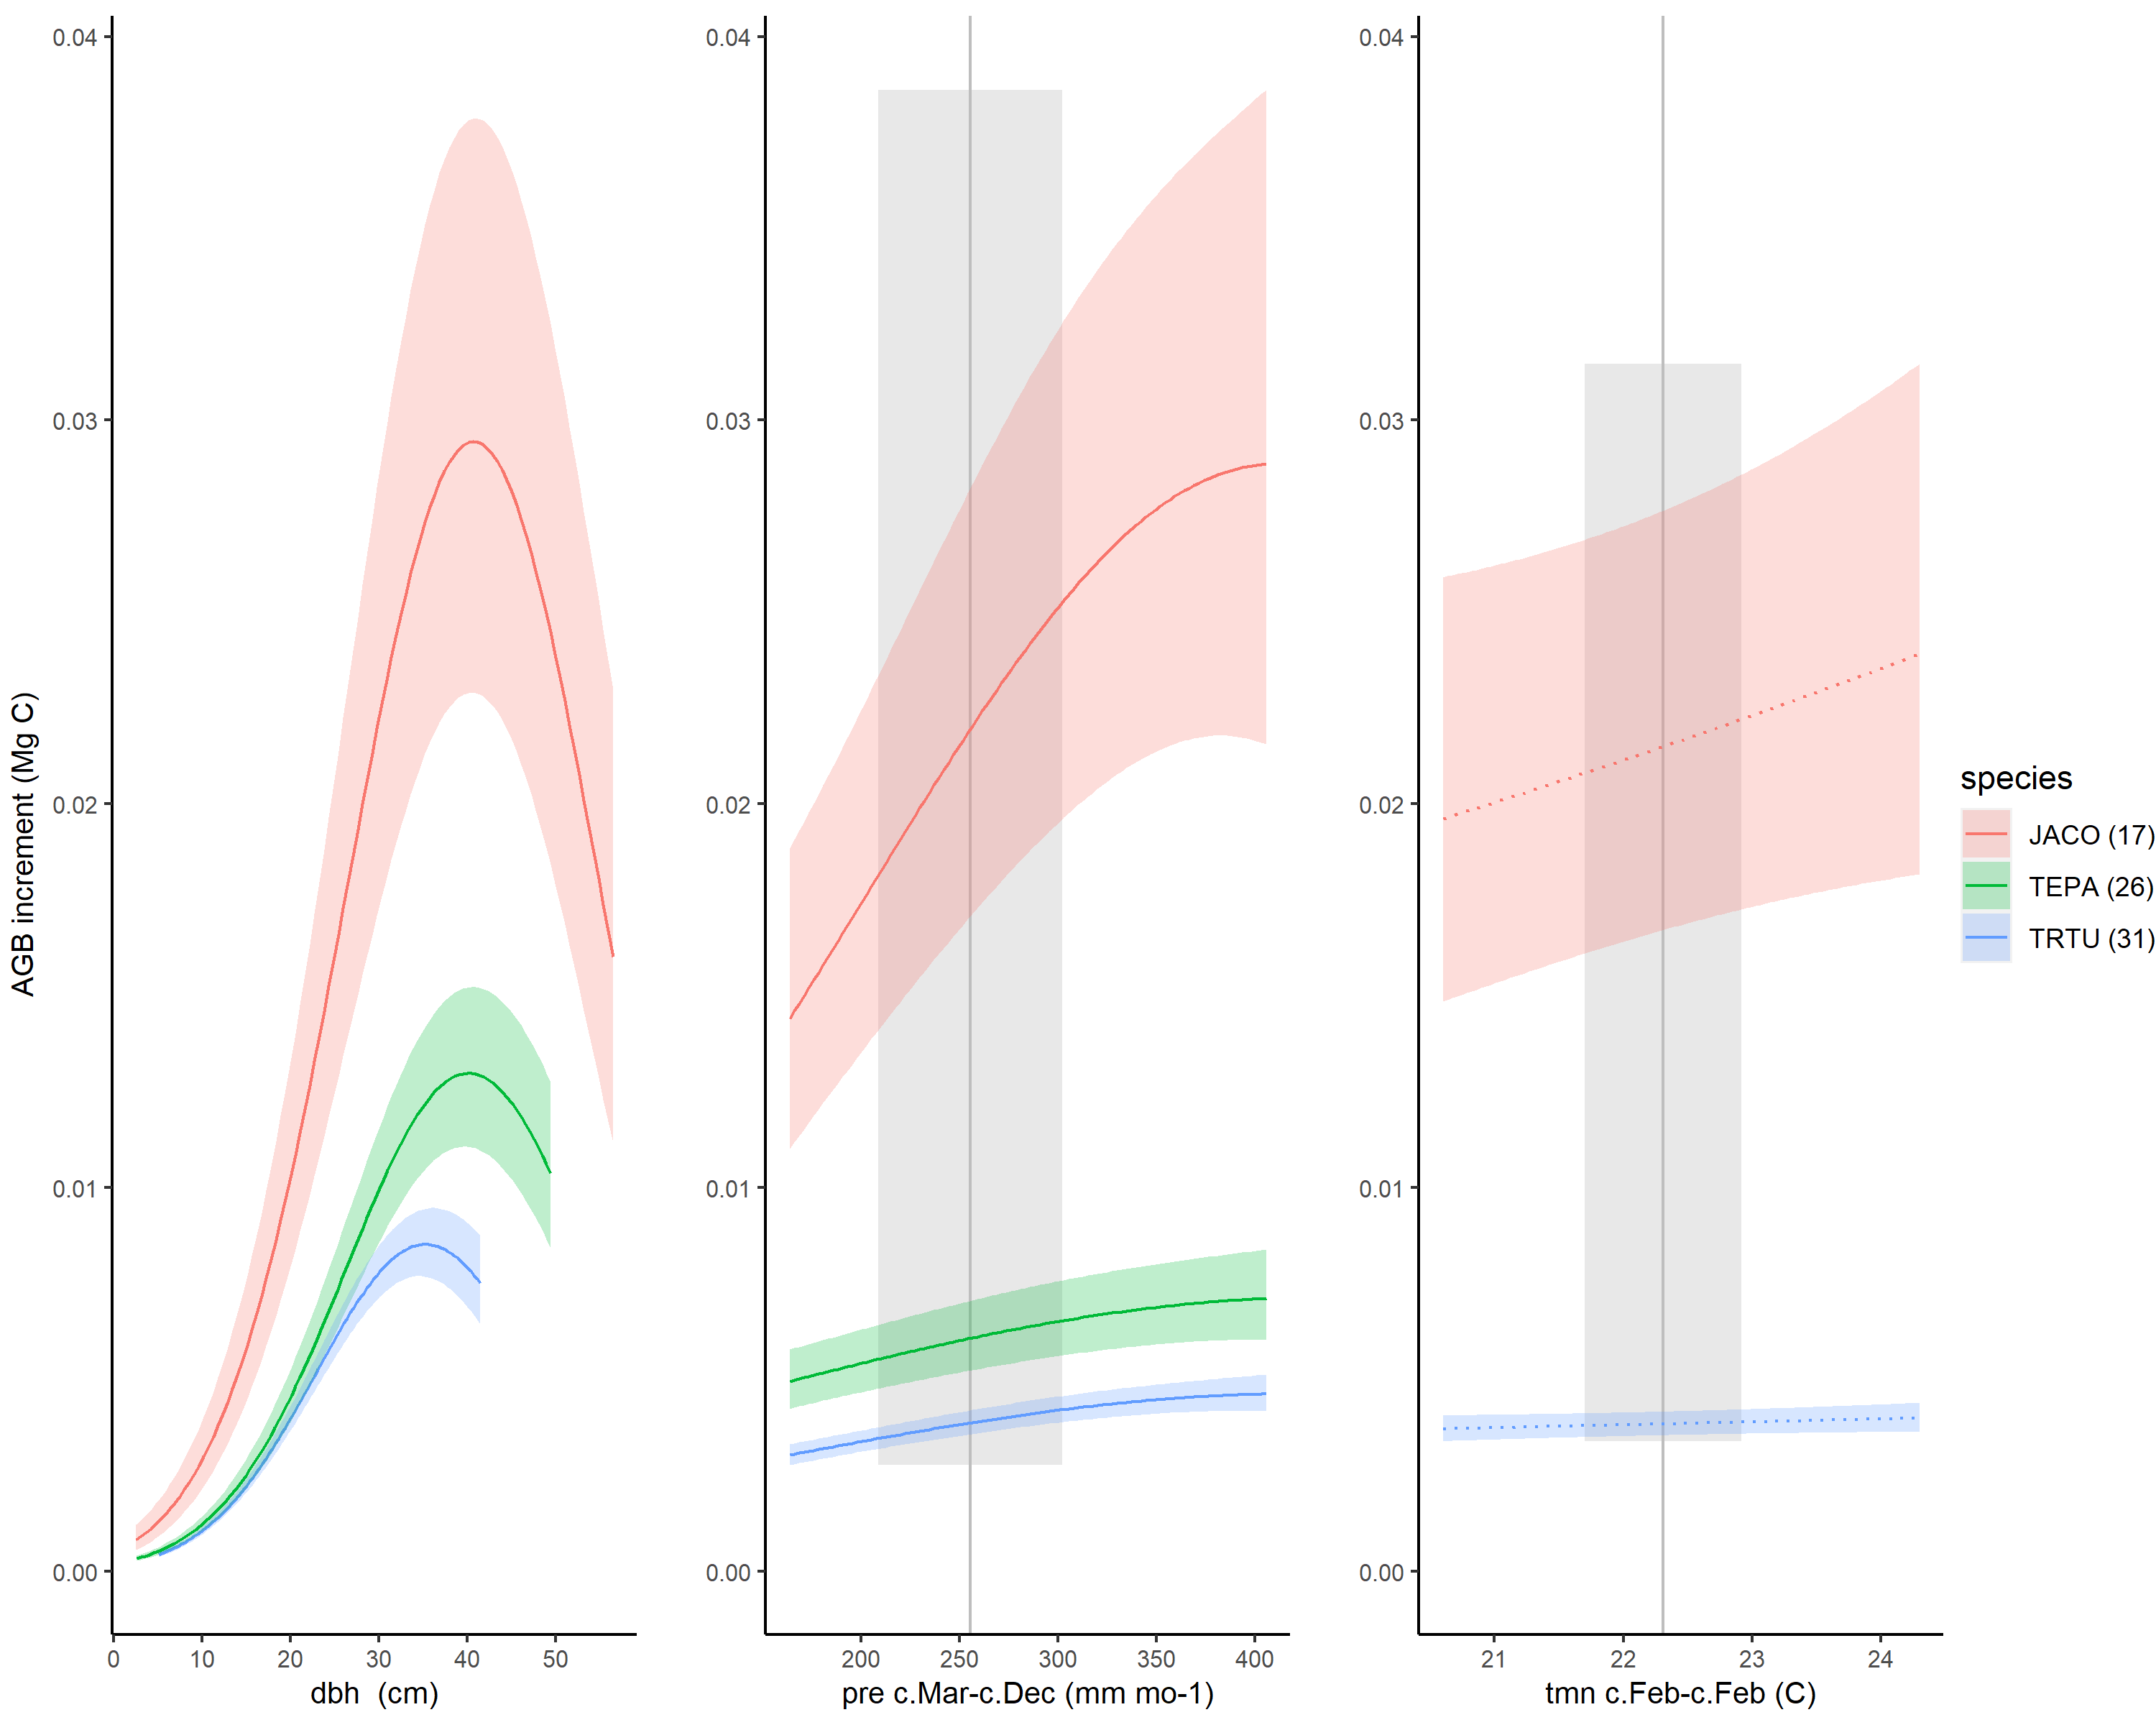 AGB increment (Mg C)
0.04
0.03
0.02
0.01
0.00
0 10 20 30 40 50
dbh  (cm)
0.04
0.03
0.02
0.01
0.00
200 250 300 350 400
pre c.Mar-c.Dec (mm mo-1)
0.04
0.03
0.02
0.01
0.00
21 22 23 24
tmn c.Feb-c.Feb (C)
species
JACO (17)
TEPA (26)
TRTU (31)